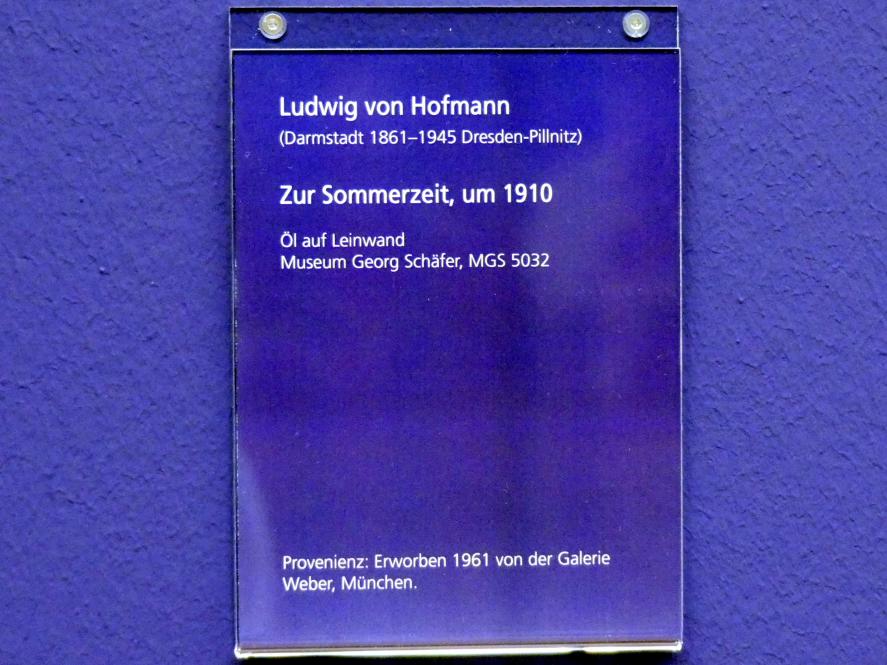 Ludwig von Hofmann
(Darmstadt 1861–1945 Dresden-Pillnitz)
Zur Sommerzeit, um 1910
Öl auf Leinwand
Museum Georg Schäfer, MGS 5032
Provenienz: Erworben 1961 von der Galerie
Weber, München.